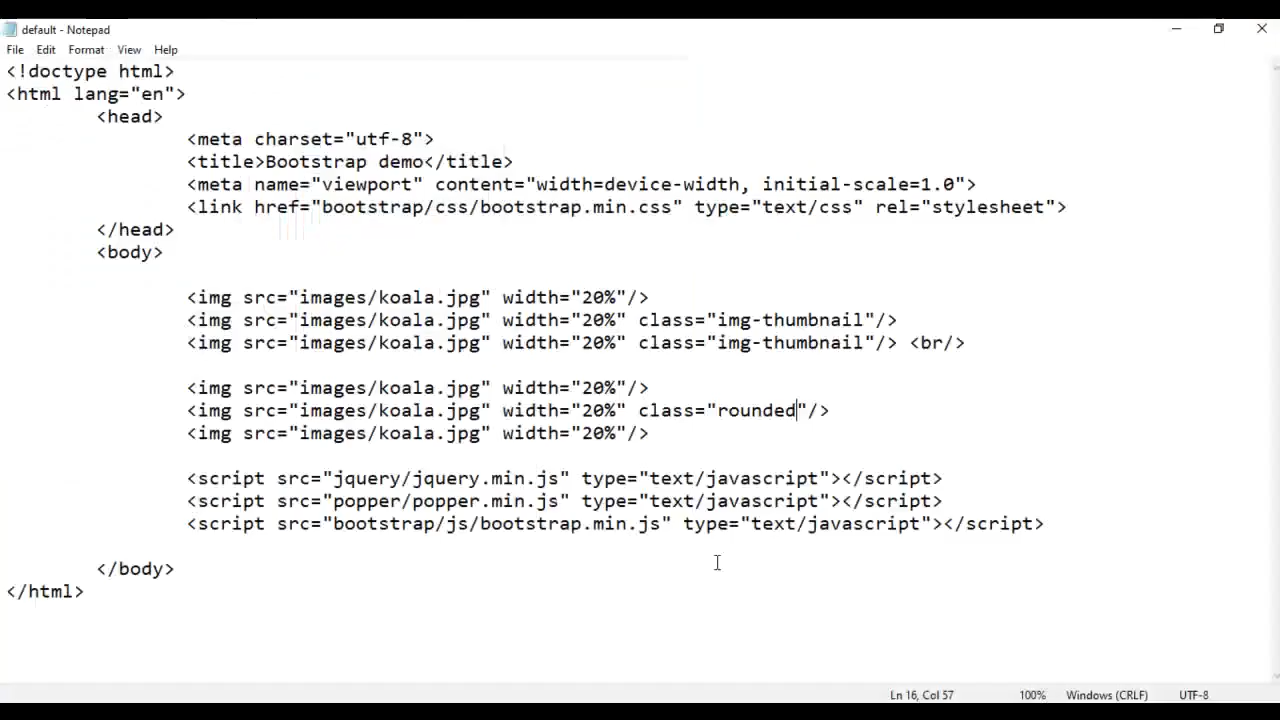 default - Notepad
File Edit Format View Help
<!doctype html>
<html lang="en">
<head>
<meta charset="utf-8">
<title>Bootstrap demo</title>
<meta name="viewport" content="width=device-width, initial-scale=1.0">
<link href="bootstrap/css/bootstrap.min.css" type="text/css" rel="stylesheet">
</head>
<body>
<img src="images/koala.jpg" width="20%"/>
<img src="images/koala.jpg" width="20%" class="img-thumbnail"/>
<img src="images/koala.jpg" width="20%" class="img-thumbnail"/> <br/>
<img src="images/koala.jpg" width="20%"/>
<img src="images/koala.jpg" width="20%" class="rounded"/>
<img src="images/koala.jpg" width="20%"/>
<script src="jquery/jquery.min.js" type="text/javascript"></script>
<script src="popper/popper.min.js" type="text/javascript"></script>
<script src="bootstrap/js/bootstrap.min.js" type="text/javascript"></script>
</body>
</html>
Ln 16, Col 57 100% Windows (CRLF) UTF-8